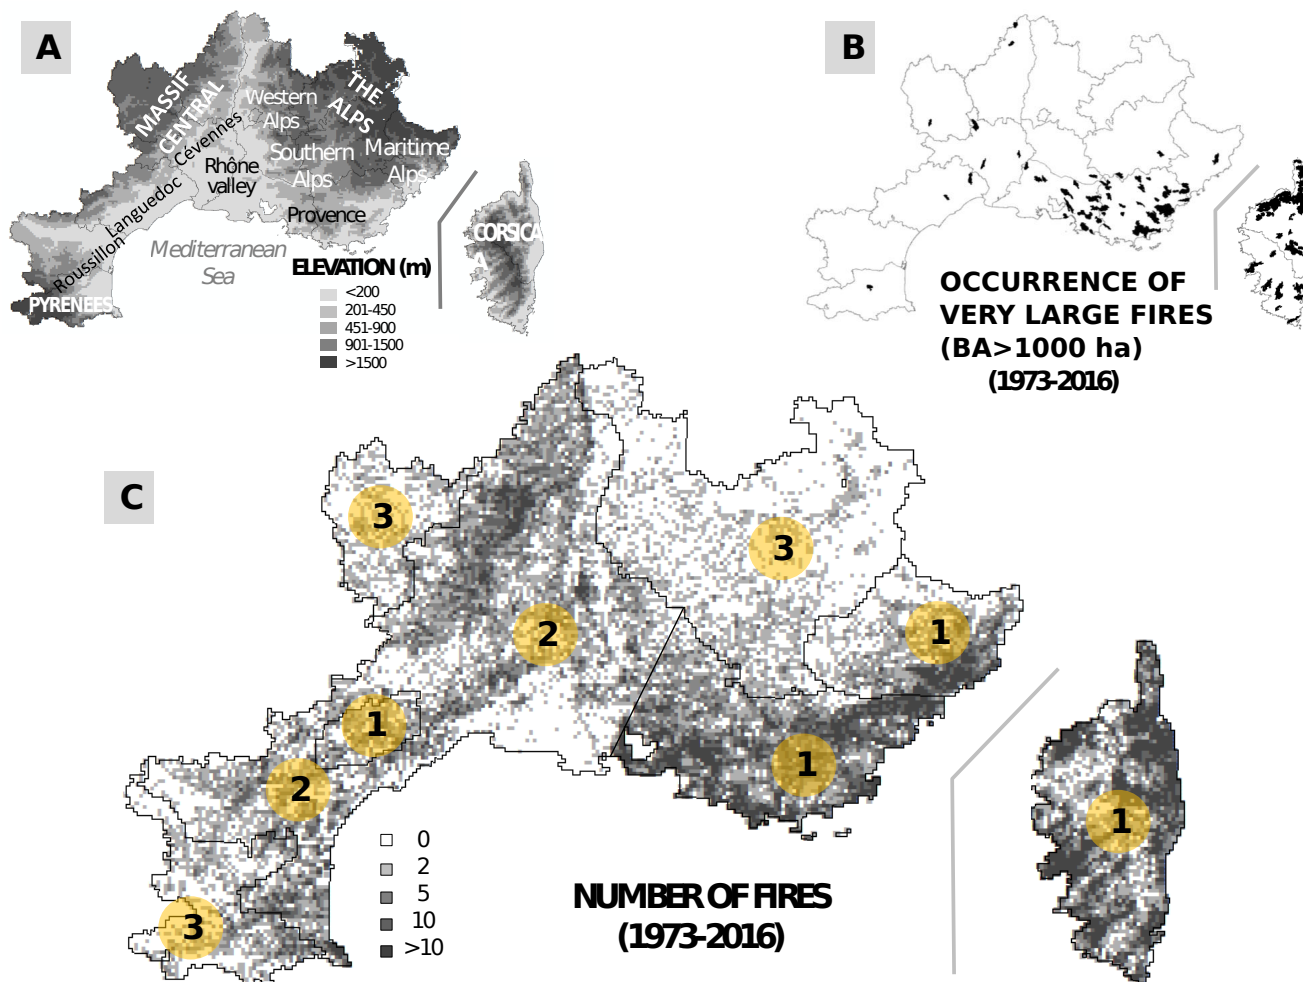 A
MASSIF
CENTRAL
THE
ALPS
Western
Alps
Cévennes
Southern
Alps
Maritime
Alps
Rhône
valley
Languedoc
Provence
Roussillon
Mediterranean
Sea
PYRENEES
CORSICA
A
ELEVATION (m)
<200
201-450
451-900
901-1500
>1500
B
OCCURRENCE OF
VERY LARGE FIRES
(BA>1000 ha)
(1973-2016)
C
3
3
2
1
1
2
1
1
3
0
2
5
10
>10
NUMBER OF FIRES
(1973-2016)